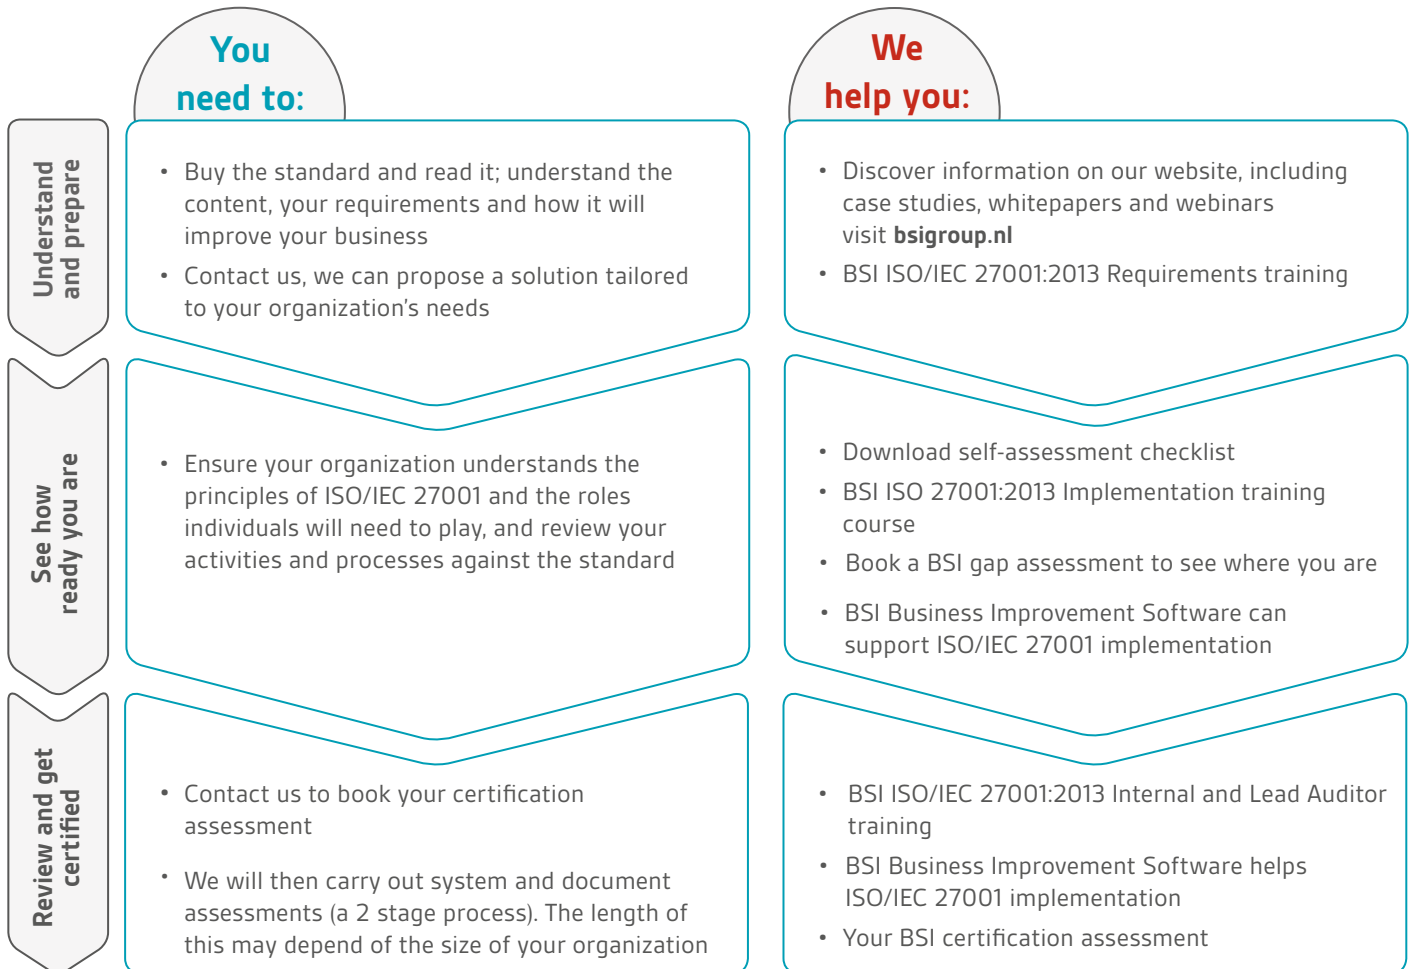 You
need to:
We
help you:
Understand
and prepare
• Buy the standard and read it; understand the
content, your requirements and how it will
improve your business
• Contact us, we can propose a solution tailored
to your organization's needs
• Discover information on our website, including
case studies, whitepapers and webinars
visit bsigroup.nl
• BSI ISO/IEC 27001:2013 Requirements training
See how
ready you are
• Ensure your organization understands the
principles of ISO/IEC 27001 and the roles
individuals will need to play, and review your
activities and processes against the standard
• Download self-assessment checklist
• BSI ISO 27001:2013 Implementation training
course
• Book a BSI gap assessment to see where you are
• BSI Business Improvement Software can
support ISO/IEC 27001 implementation
Review and get
certified
• Contact us to book your certification
assessment
• We will then carry out system and document
assessments (a 2 stage process). The length of
this may depend of the size of your organization
• BSI ISO/IEC 27001:2013 Internal and Lead Auditor
training
• BSI Business Improvement Software helps
ISO/IEC 27001 implementation
• Your BSI certification assessment